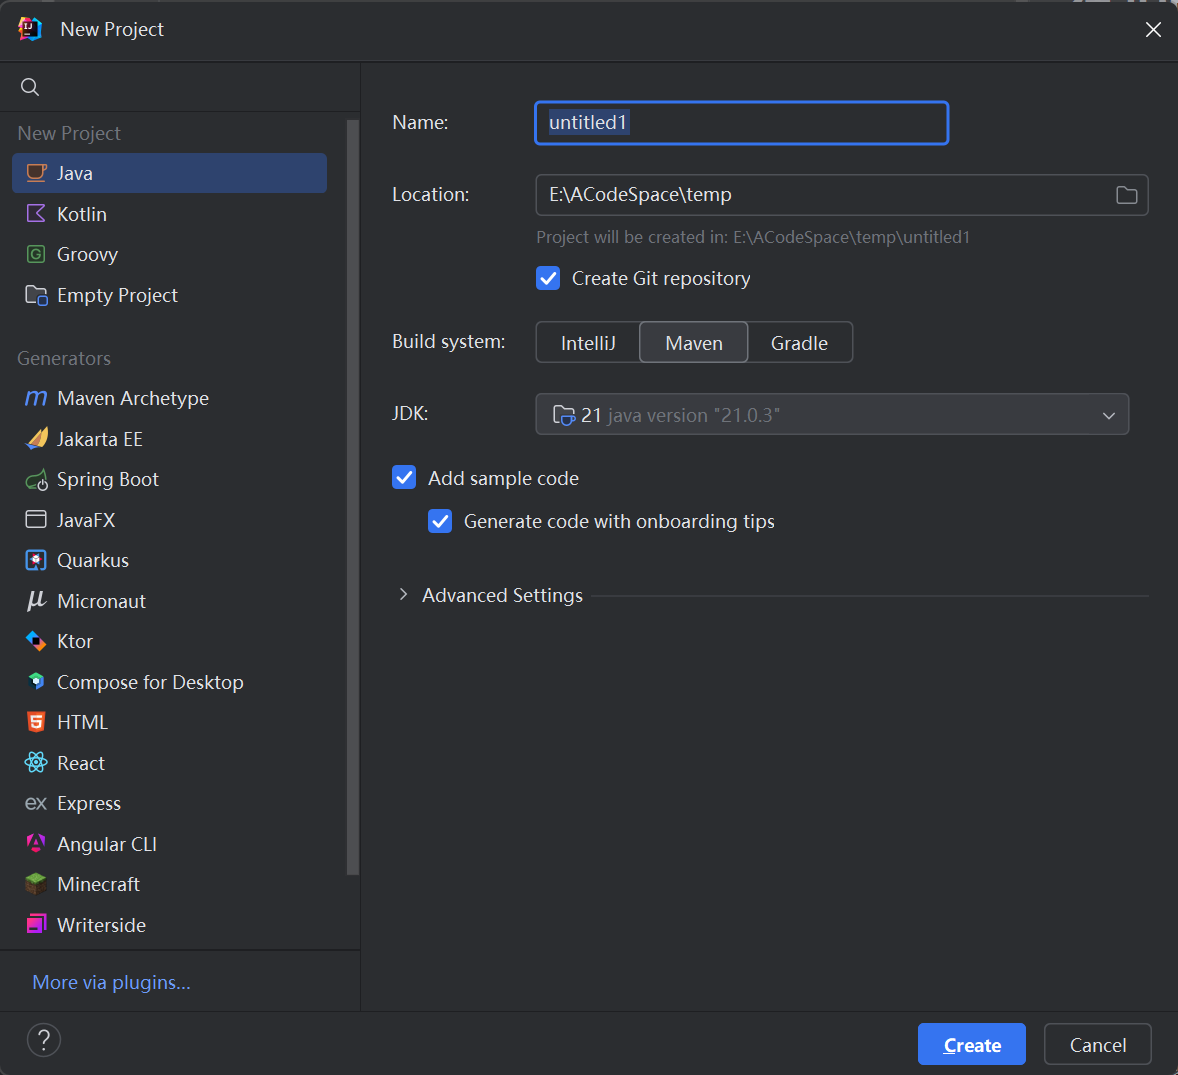 New Project
New Project
Java
Kotlin
Groovy
Empty Project
Generators
Maven Archetype
Jakarta EE
Spring Boot
JavaFX
Quarkus
Micronaut
Ktor
Compose for Desktop
HTML
React
Express
Angular CLI
Minecraft
Writerside
More via plugins...
Name: untitled1
Location: E:\ACodeSpace\temp
Project will be created in: E:\ACodeSpace\temp\untitled1
Create Git repository
Build system: IntelliJ Maven Gradle
JDK: 21 java version "21.0.3"
Add sample code
Generate code with onboarding tips
Advanced Settings
? Create Cancel